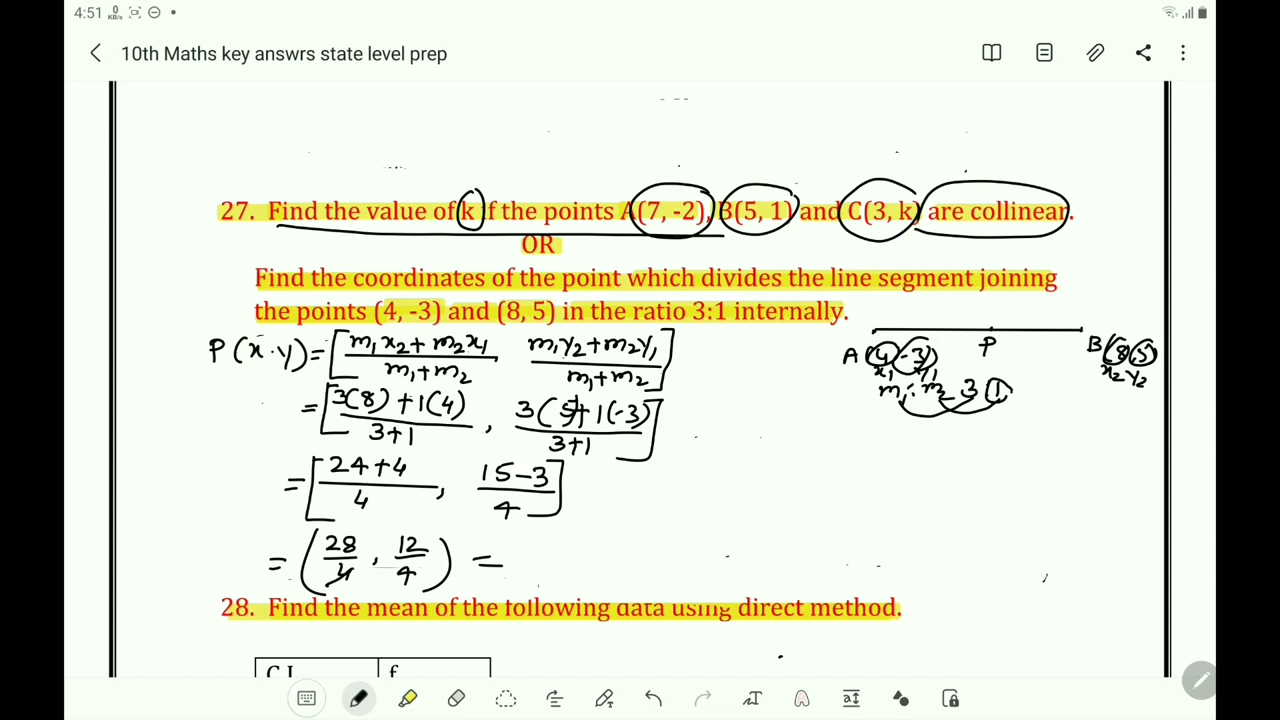 4:51 0 KB/s
10th Maths key answrs state level prep
27. Find the value of k if the points A(7, -2), B(5, 1) and C(3, k) are collinear.
OR
Find the coordinates of the point which divides the line segment joining
the points (4, -3) and (8, 5) in the ratio 3:1 internally.
P(x·y) = [m₁x₂+m₂x₁/m₁+m₂ m₁y₂+m₂y₁/m₁+m₂]
A (4 -3) P B(8 5)
x₁ y₁ x₂ y₂
m₁ : m₂ 3 1
= [3(8)+1(4)/3+1 , 3(5)+1(-3)/3+1]
= [24+4/4 , 15-3/4]
= (28/4 , 12/4) =
28. Find the mean of the following data using direct method.
C.I f